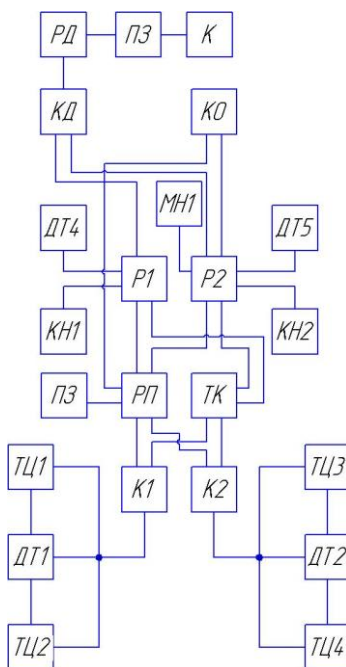 РД ПЗ К
КД КО
МН1
ДТ4 ДТ5
Р1 Р2
КН1 КН2
ПЗ РП ТК
ТЦ1 К1 К2 ТЦ3
ДТ1 ДТ2
ТЦ2 ТЦ4